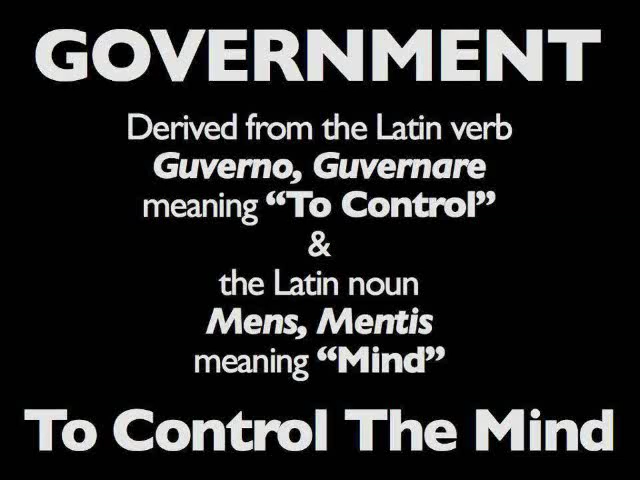 GOVERNMENT
Derived from the Latin verb
Guverno, Guvernare
meaning “To Control”
&
the Latin noun
Mens, Mentis
meaning “Mind”
To Control The Mind